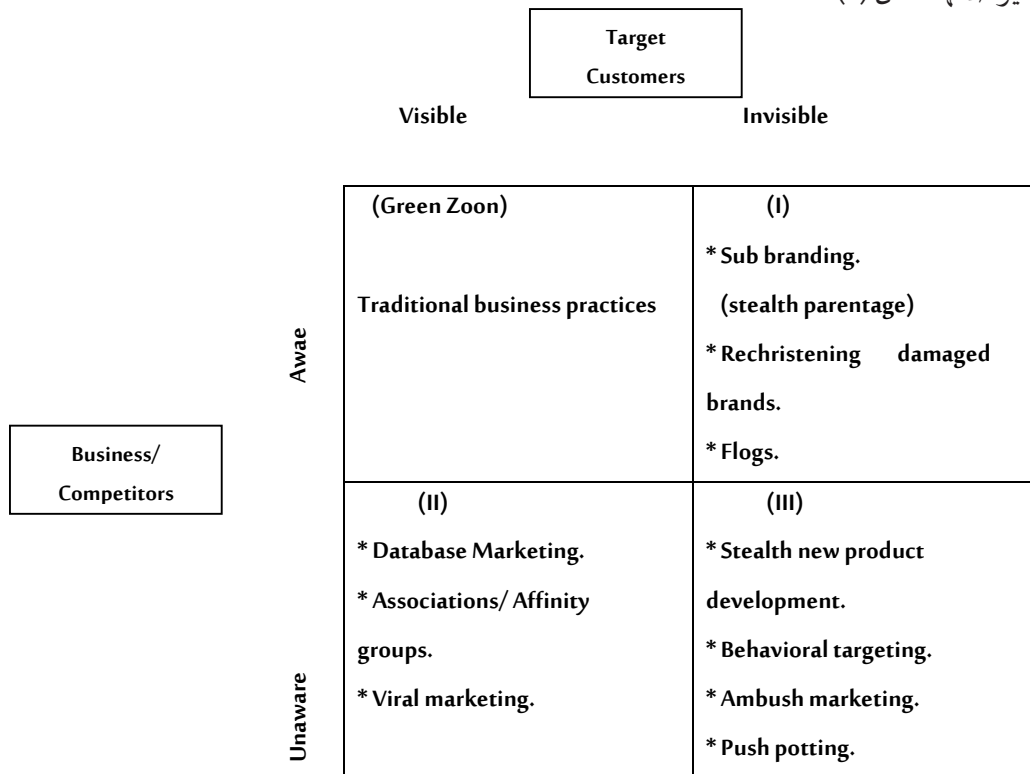 Target
Customers
Visible Invisible
(Green Zoon)
Traditional business practices
(I)
* Sub branding.
(stealth parentage)
* Rechristening damaged
brands.
* Flogs.
Awae
Business/
Competitors
(II)
* Database Marketing.
* Associations/ Affinity
groups.
* Viral marketing.
(III)
* Stealth new product
development.
* Behavioral targeting.
* Ambush marketing.
* Push potting.
Unaware